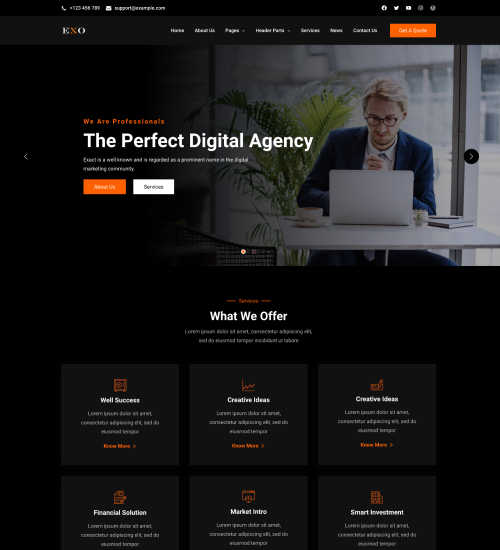 +123 456 789 support@example.com
EXO Home About Us Pages Header Parts Services News Contact Us Get A Quote
We Are Professionals
The Perfect Digital Agency
Exact is a well known and is regarded as a prominent name in the digital
marketing community.
About Us Services
Services
What We Offer
Lorem ipsum dolor sit amet, consectetur adipiscing elit,
sed do eiusmod tempor incididunt ut labore
Well Success
Lorem ipsum dolor sit amet,
consectetur adipiscing elit, sed do
eiusmod tempor
Know More
Creative Ideas
Lorem ipsum dolor sit amet,
consectetur adipiscing elit, sed do
eiusmod tempor
Know More
Creative Ideas
Lorem ipsum dolor sit amet,
consectetur adipiscing elit, sed do
eiusmod tempor
Know More
Financial Solution
Lorem ipsum dolor sit amet,
consectetur adipiscing elit, sed do
eiusmod tempor
Market Intro
Lorem ipsum dolor sit amet,
consectetur adipiscing elit, sed do
eiusmod tempor
Smart Investment
Lorem ipsum dolor sit amet,
consectetur adipiscing elit, sed do
eiusmod tempor